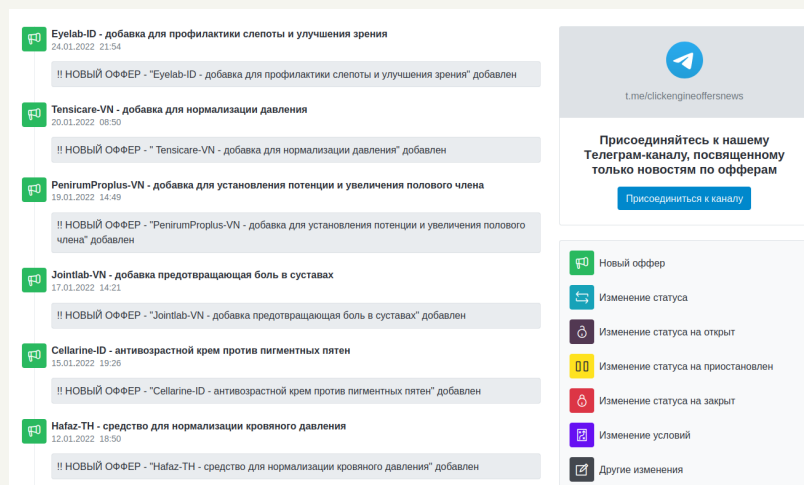 Eyelab-ID - добавка для профилактики слепоты и улучшения зрения
24.01.2022 21:54
!! НОВЫЙ ОФФЕР - "Eyelab-ID - добавка для профилактики слепоты и улучшения зрения" добавлен
Tensicare-VN - добавка для нормализации давления
20.01.2022 08:50
!! НОВЫЙ ОФФЕР - " Tensicare-VN - добавка для нормализации давления" добавлен
PenirumProplus-VN - добавка для установления потенции и увеличения полового члена
19.01.2022 14:49
!! НОВЫЙ ОФФЕР - "PenirumProplus-VN - добавка для установления потенции и увеличения полового
члена" добавлен
Jointlab-VN - добавка предотвращающая боль в суставах
17.01.2022 14:21
!! НОВЫЙ ОФФЕР - "Jointlab-VN - добавка предотвращающая боль в суставах" добавлен
Cellarine-ID - антивозрастной крем против пигментных пятен
15.01.2022 19:26
!! НОВЫЙ ОФФЕР - "Cellarine-ID - антивозрастной крем против пигментных пятен" добавлен
Hafaz-TH - средство для нормализации кровяного давления
12.01.2022 18:50
!! НОВЫЙ ОФФЕР - "Hafaz-TH - средство для нормализации кровяного давления" добавлен
t.me/clickengineoffersnews
Присоединяйтесь к нашему
Телеграм-каналу, посвященному
только новостям по офферам
Присоединиться к каналу
Новый оффер
Изменение статуса
Изменение статуса на открыт
Изменение статуса на приостановлен
Изменение статуса на закрыт
Изменение условий
Другие изменения